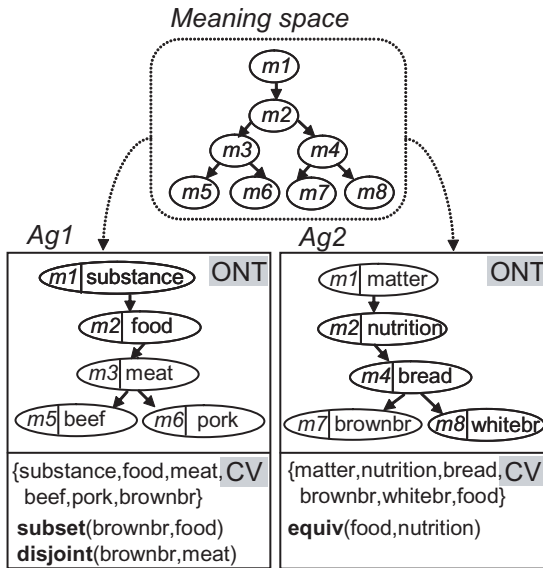 Meaning space
m1
m2
m3 m4
m5 m6 m7 m8
Ag1
m1 substance ONT
m2 food
m3 meat
m5 beef m6 pork
{substance,food,meat, CV
beef,pork,brownbr}
subset(brownbr,food)
disjoint(brownbr,meat)
Ag2
m1 matter ONT
m2 nutrition
m4 bread
m7 brownbr m8 whitebr
{matter,nutrition,bread, CV
brownbr,whitebr,food}
equiv(food,nutrition)